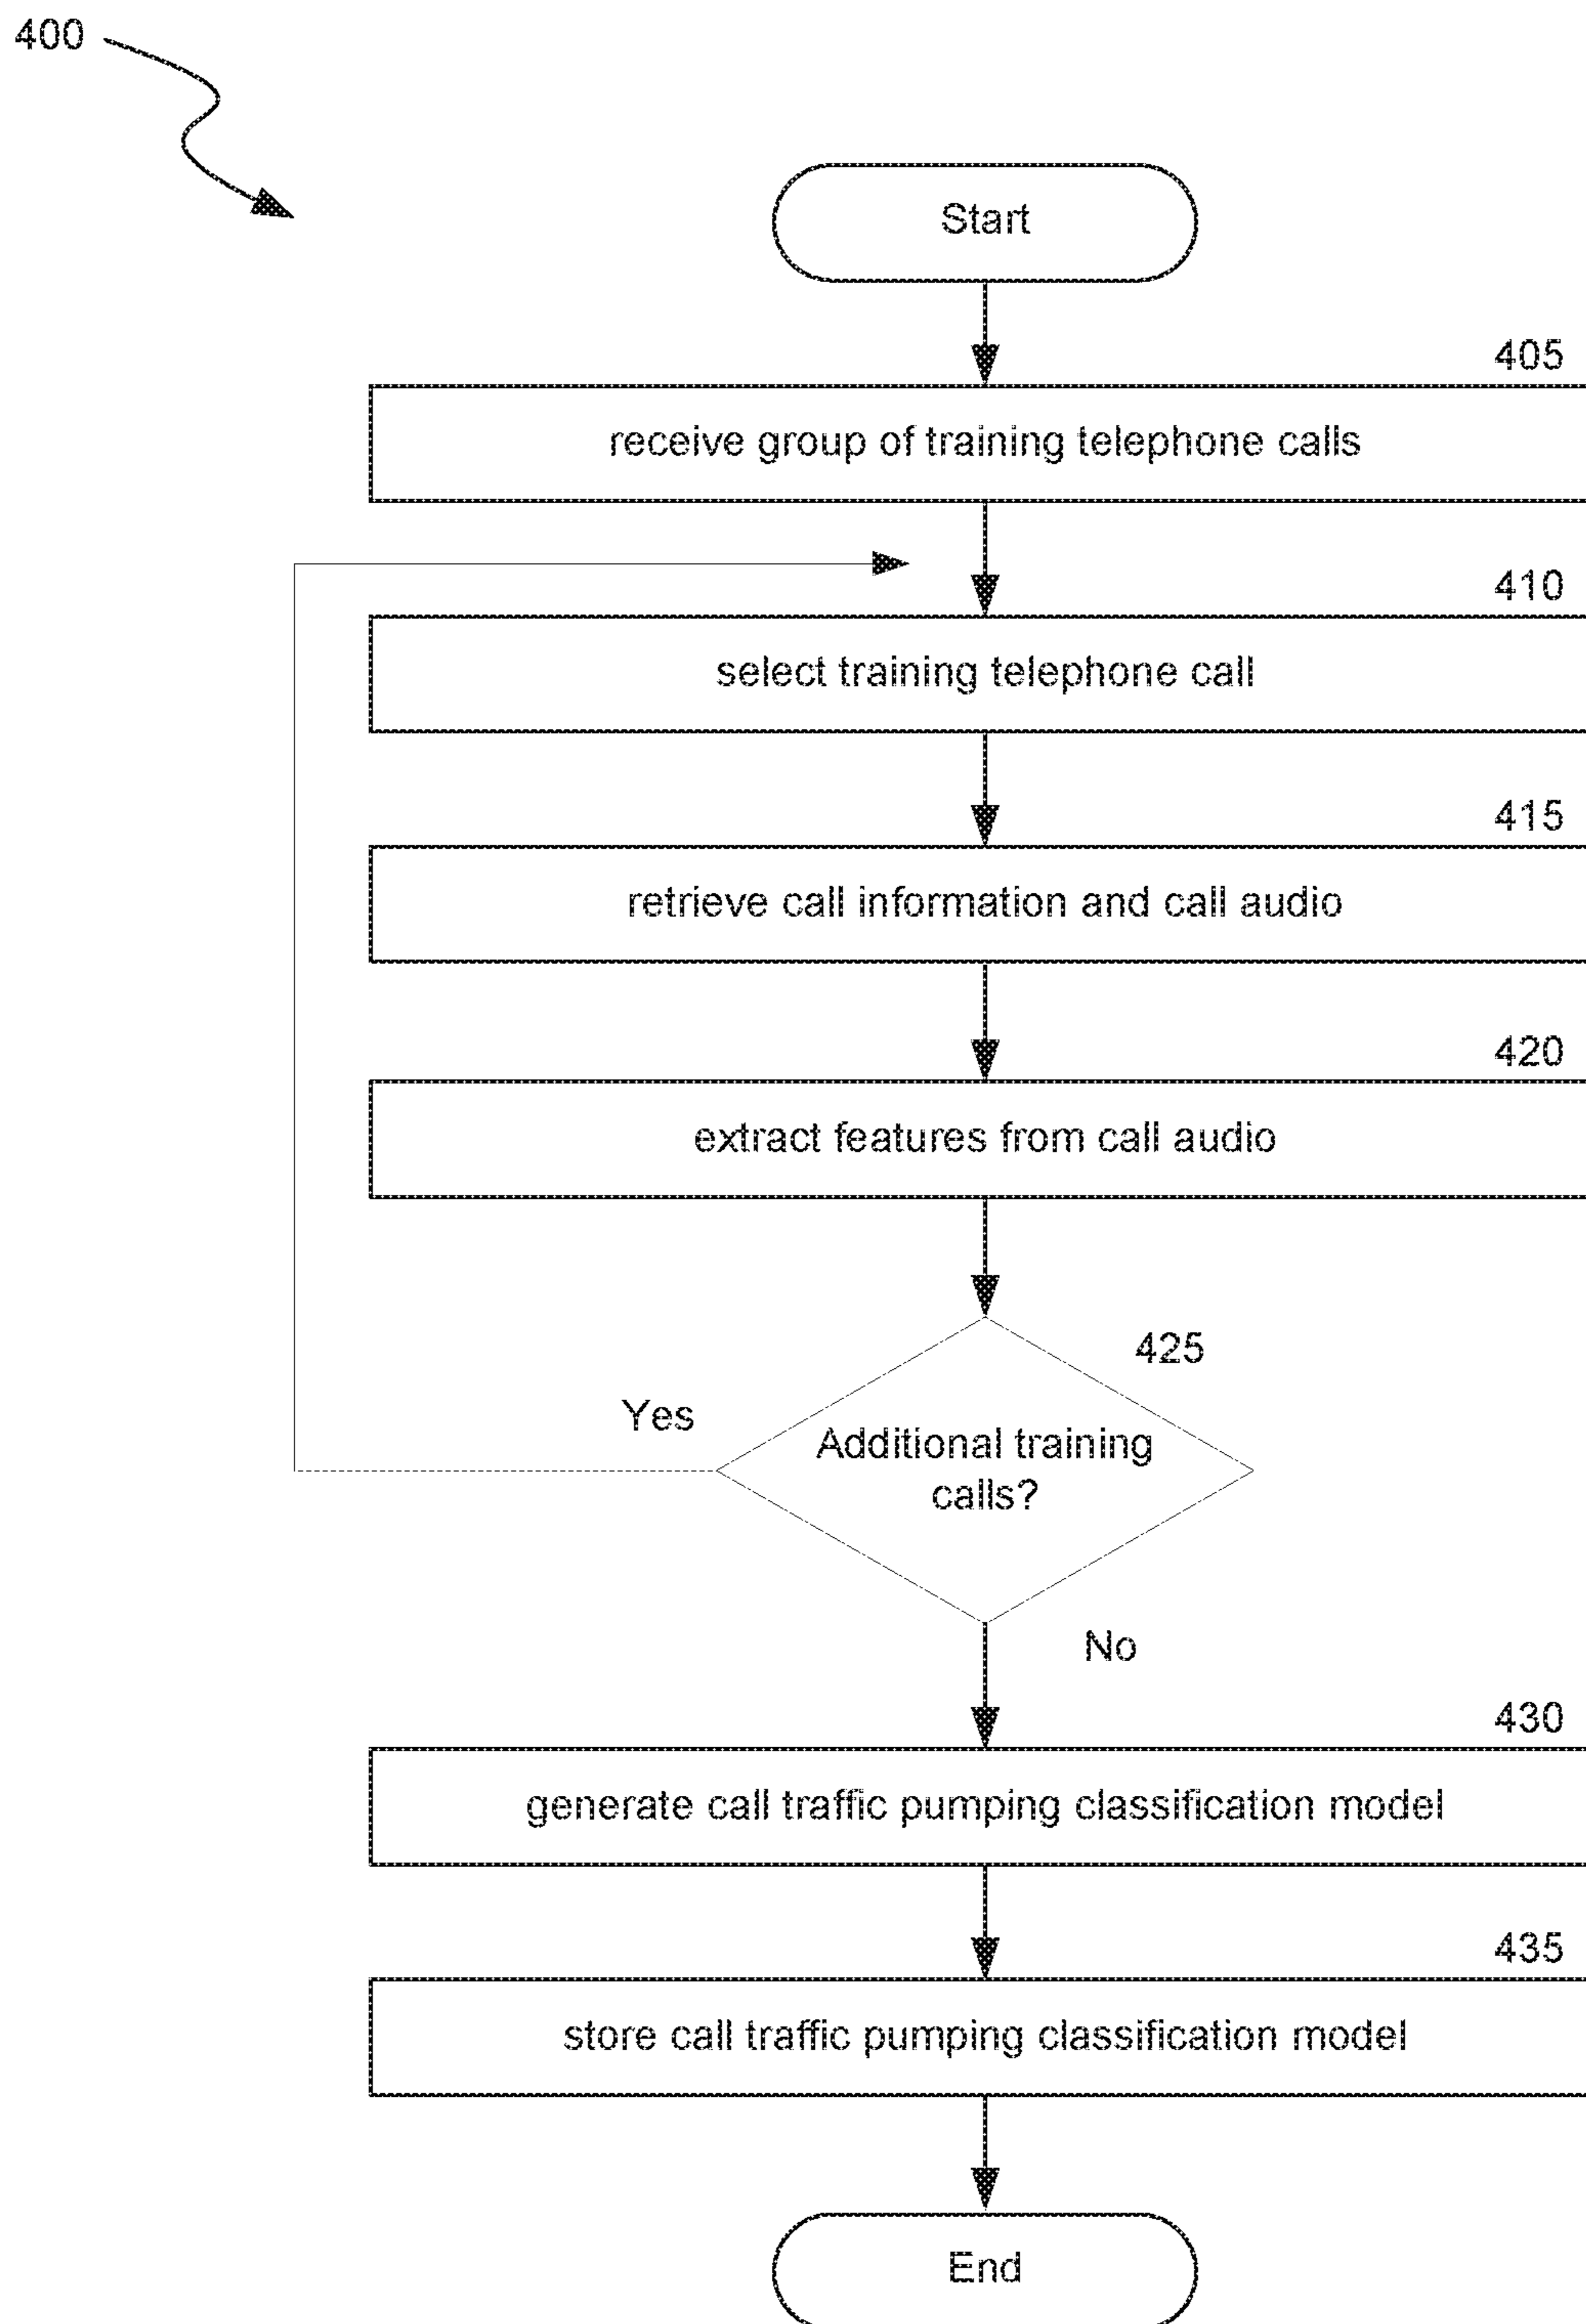 400
Start
405
receive group of training telephone calls
410
select training telephone call
415
retrieve call information and call audio
420
extract features from call audio
425
Yes
Additional training
calls?
No
430
generate call traffic pumping classification model
435
store call traffic pumping classification model
End